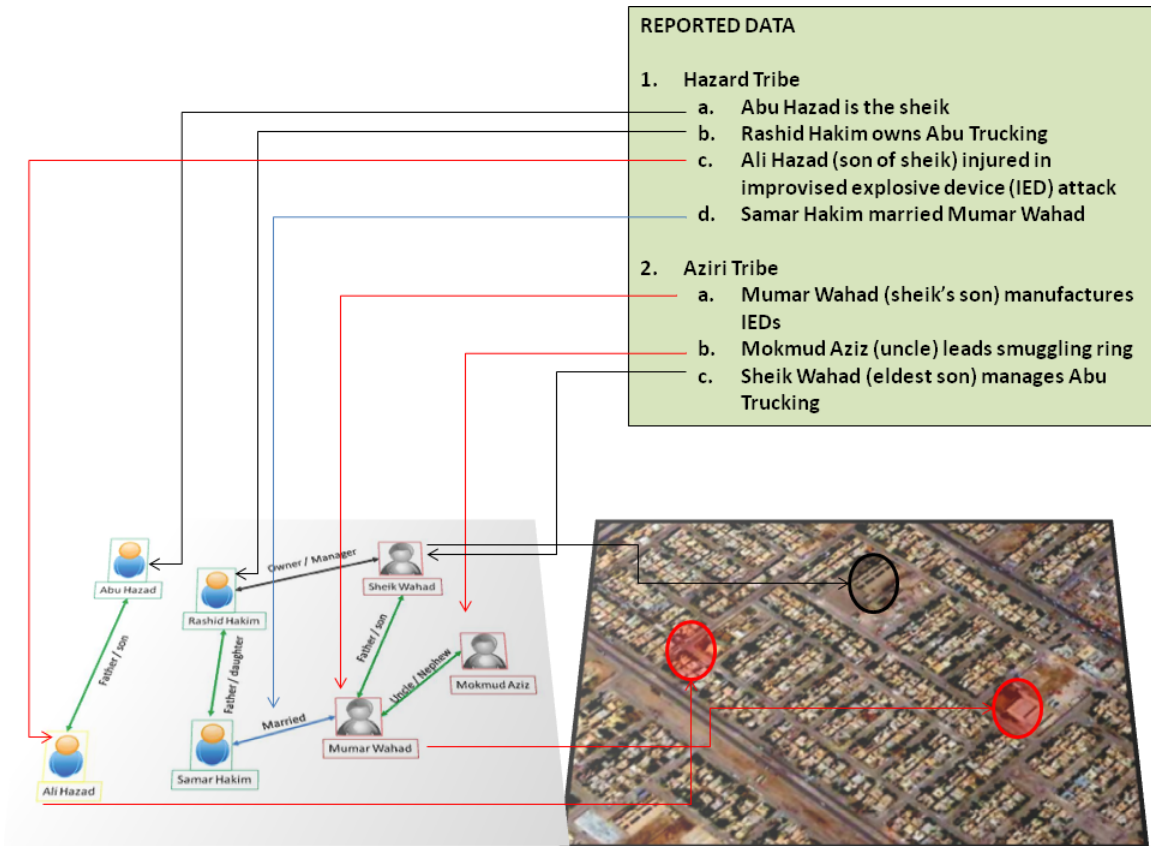 REPORTED DATA
1. Hazard Tribe
a. Abu Hazad is the sheik
b. Rashid Hakim owns Abu Trucking
c. Ali Hazad (son of sheik) injured in
improvised explosive device (IED) attack
d. Samar Hakim married Mumar Wahad
2. Aziri Tribe
a. Mumar Wahad (sheik’s son) manufactures
IEDs
b. Mokmud Aziz (uncle) leads smuggling ring
c. Sheik Wahad (eldest son) manages Abu
Trucking
Abu Hazad
Rashid Hakim
Owner / Manager
Sheik Wahad
Father / son
Father / daughter
Father / son
Uncle / Nephew
Mokmud Aziz
Married
Mumar Wahad
Samar Hakim
Ali Hazad